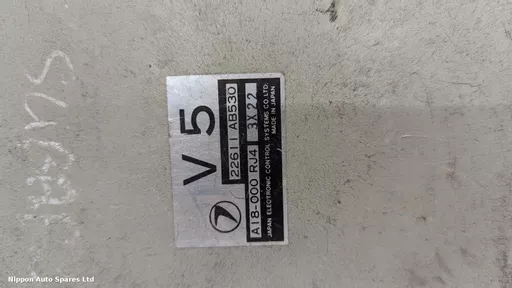 V5
22611 AB530
A18-000 RJ4 3X22
JAPAN ELECTRONIC CONTROL SYSTEMS CO.LTD.
MADE IN JAPAN
Nippon Auto Spares Ltd